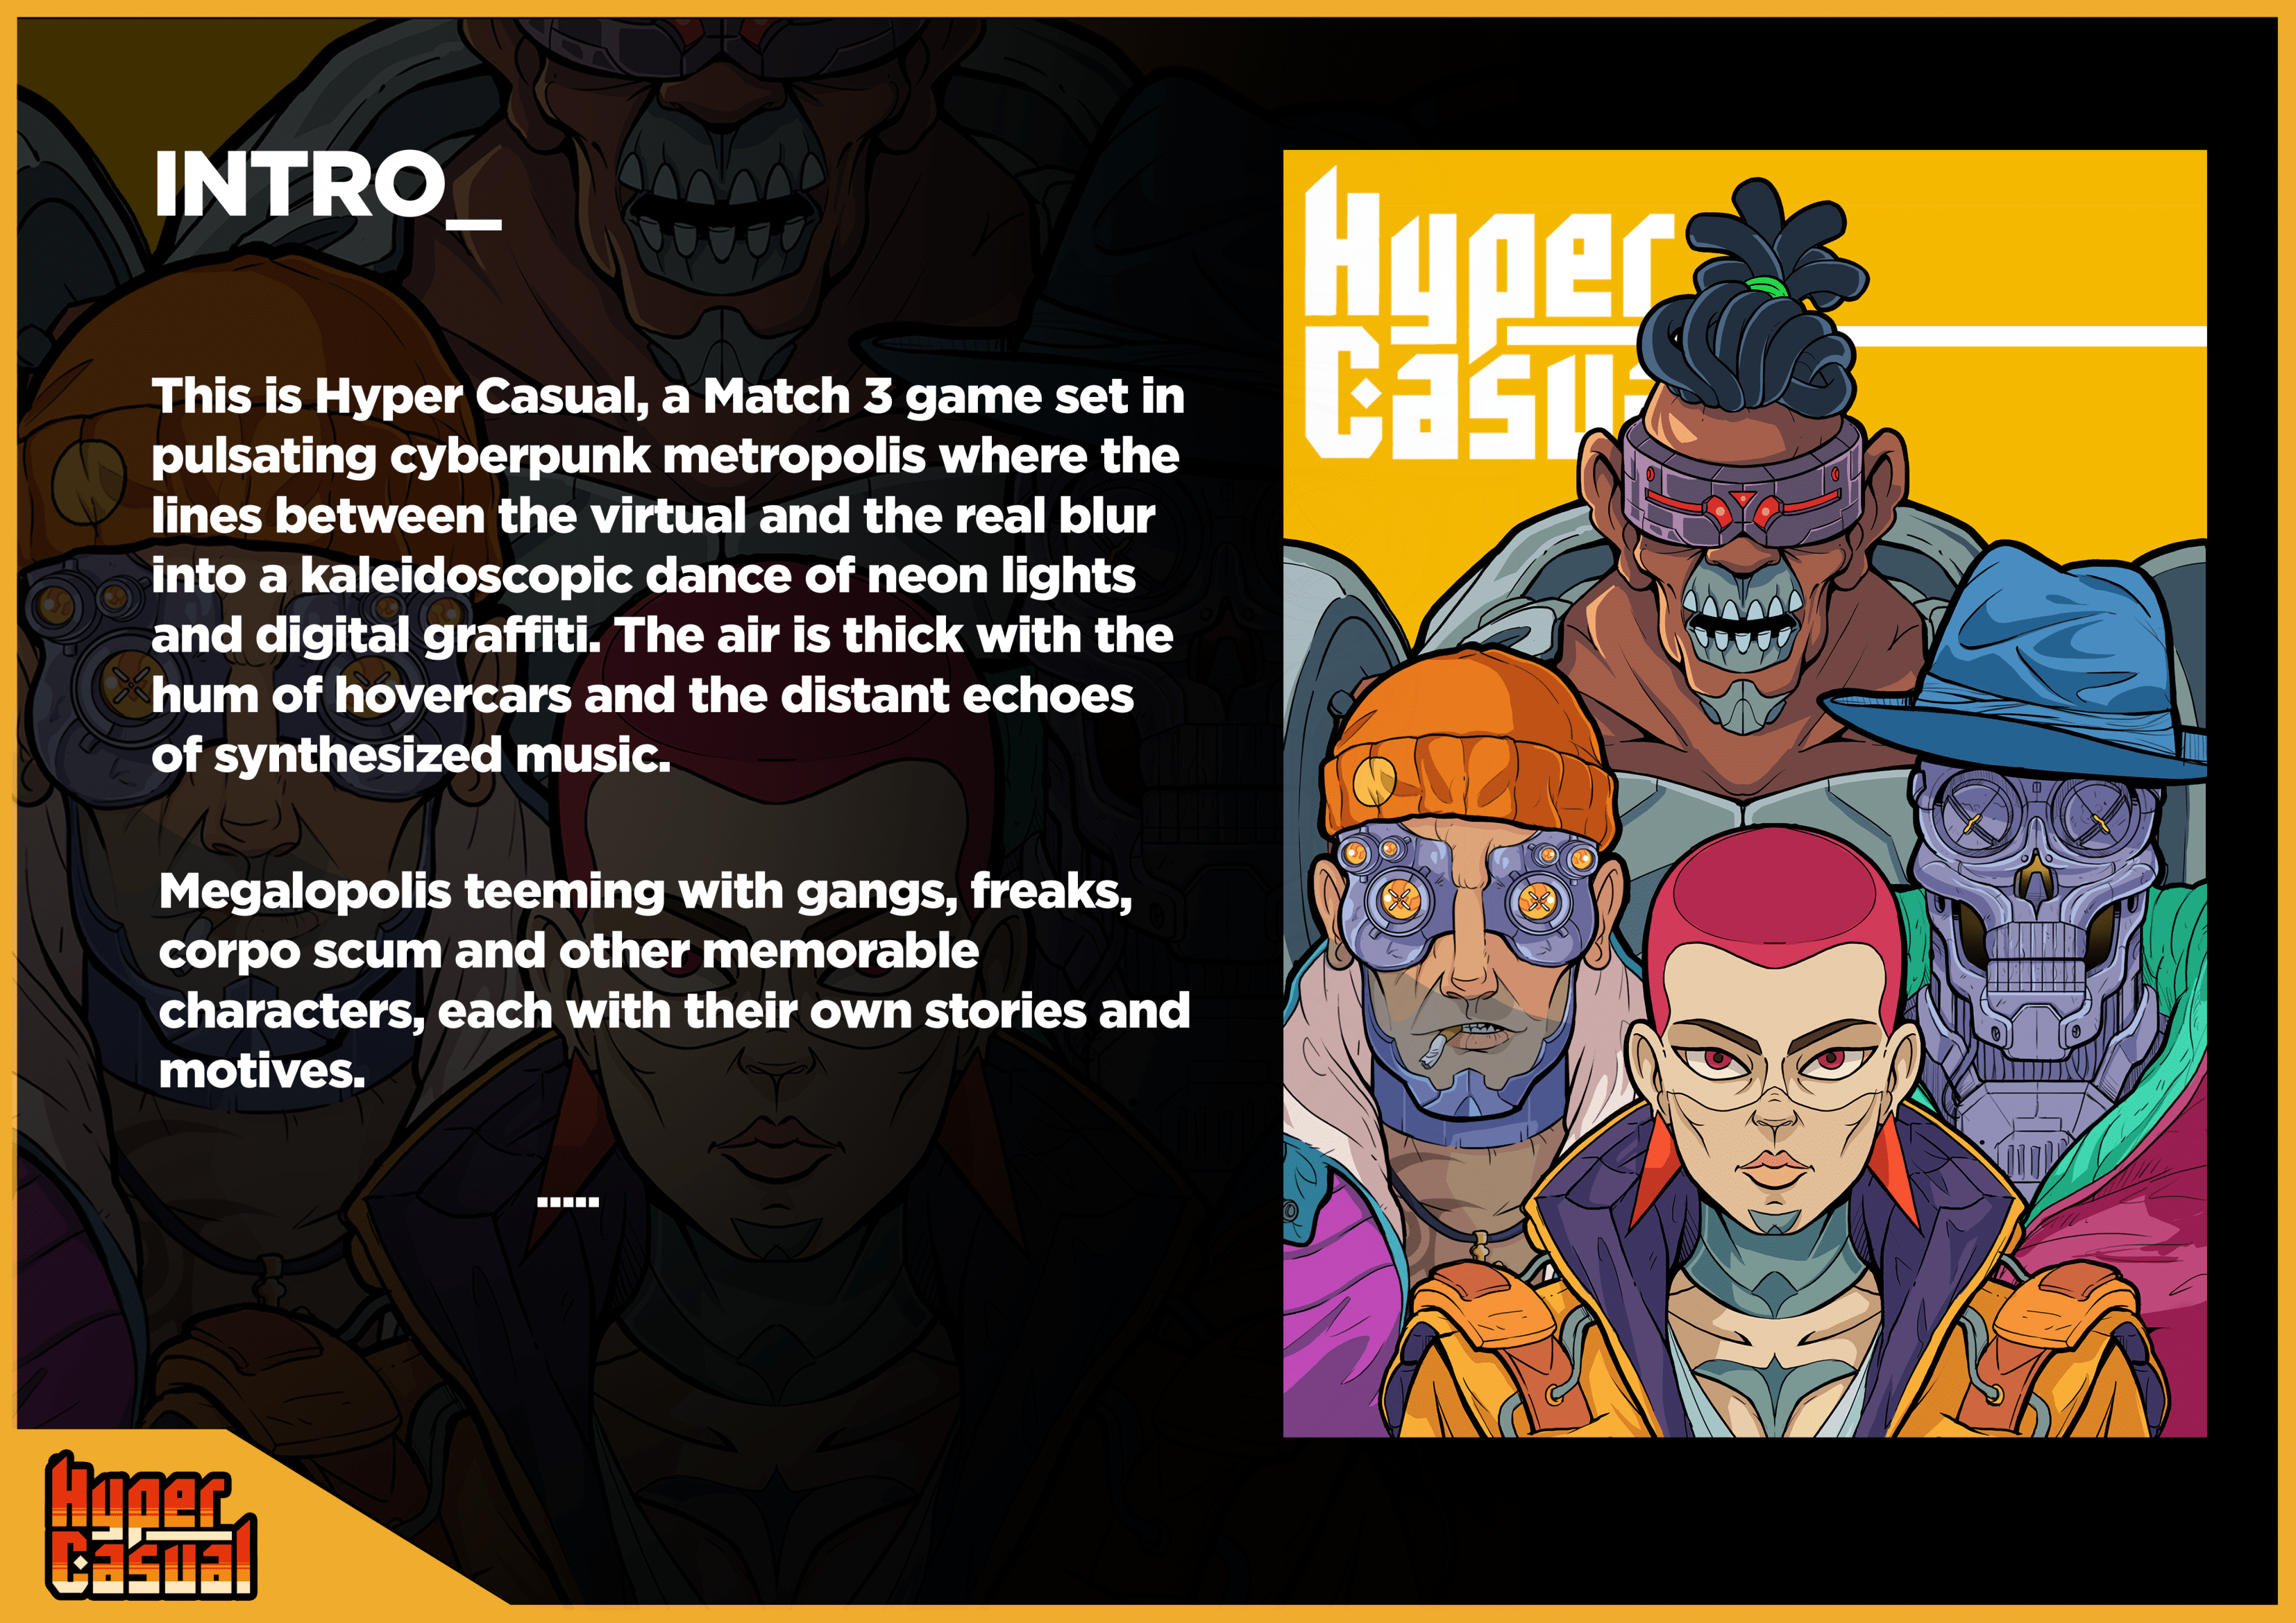 INTRO_
This is Hyper Casual, a Match 3 game set in
pulsating cyberpunk metropolis where the
lines between the virtual and the real blur
into a kaleidoscopic dance of neon lights
and digital graffiti. The air is thick with the
hum of hovercars and the distant echoes
of synthesized music.
Megalopolis teeming with gangs, freaks,
corpo scum and other memorable
characters, each with their own stories and
motives.
.....
Hyper
Casua
Hyper
Casual